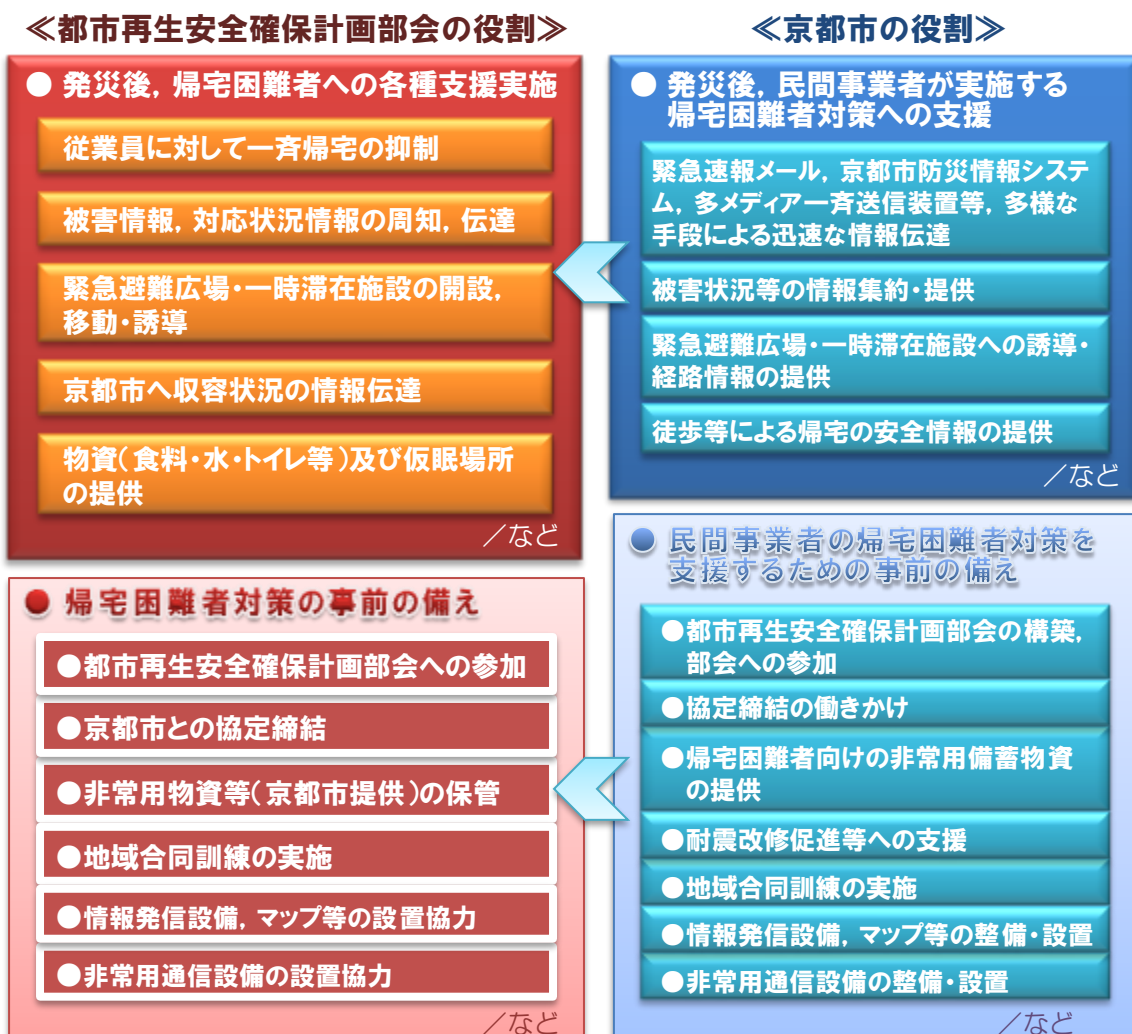 ≪都市再生安全確保計画部会の役割≫
● 発災後，帰宅困難者への各種支援実施
従業員に対して一斉帰宅の抑制
被害情報，対応状況情報の周知，伝達
緊急避難広場・一時滞在施設の開設，
移動・誘導
京都市へ収容状況の情報伝達
物資（食料・水・トイレ等）及び仮眠場所
の提供
／など
● 帰宅困難者対策の事前の備え
●都市再生安全確保計画部会への参加
●京都市との協定締結
●非常用物資等（京都市提供）の保管
●地域合同訓練の実施
●情報発信設備，マップ等の設置協力
●非常用通信設備の設置協力
／など
≪京都市の役割≫
● 発災後，民間事業者が実施する
帰宅困難者対策への支援
緊急速報メール，京都市防災情報システ
ム，多メディア一斉送信装置等，多様な
手段による迅速な情報伝達
被害状況等の情報集約・提供
緊急避難広場・一時滞在施設への誘導・
経路情報の提供
徒歩等による帰宅の安全情報の提供
／など
● 民間事業者の帰宅困難者対策を
支援するための事前の備え
●都市再生安全確保計画部会の構築，
部会への参加
●協定締結の働きかけ
●帰宅困難者向けの非常用備蓄物資
の提供
●耐震改修促進等への支援
●地域合同訓練の実施
●情報発信設備，マップ等の整備・設置
●非常用通信設備の整備・設置
／など